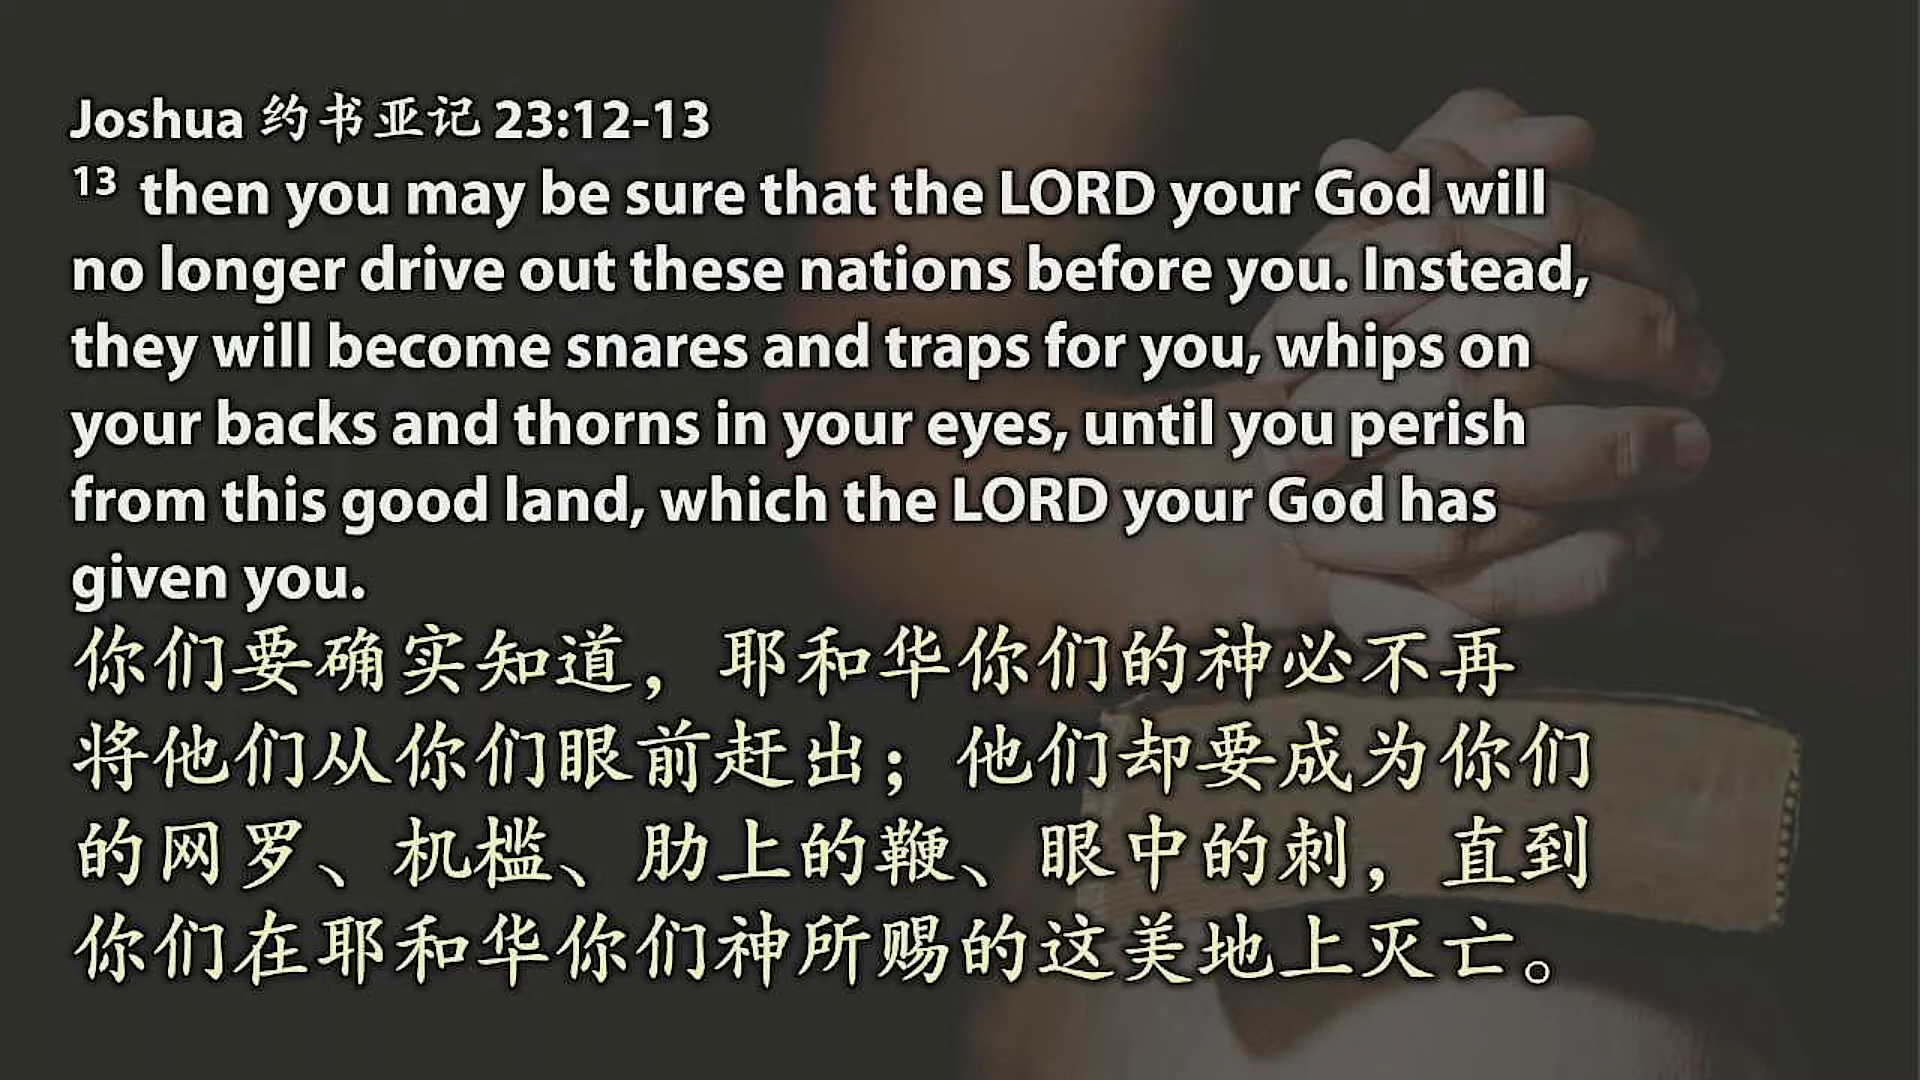 Joshua 约书亚记 23:12-13
13 then you may be sure that the LORD your God will
no longer drive out these nations before you. Instead,
they will become snares and traps for you, whips on
your backs and thorns in your eyes, until you perish
from this good land, which the LORD your God has
given you.
你们要确实知道，耶和华你们的神必不再
将他们从你们眼前赶出；他们却要成为你们
的网罗、机槛、肋上的鞭、眼中的刺，直到
你们在耶和华你们神所赐的这美地上灭亡。